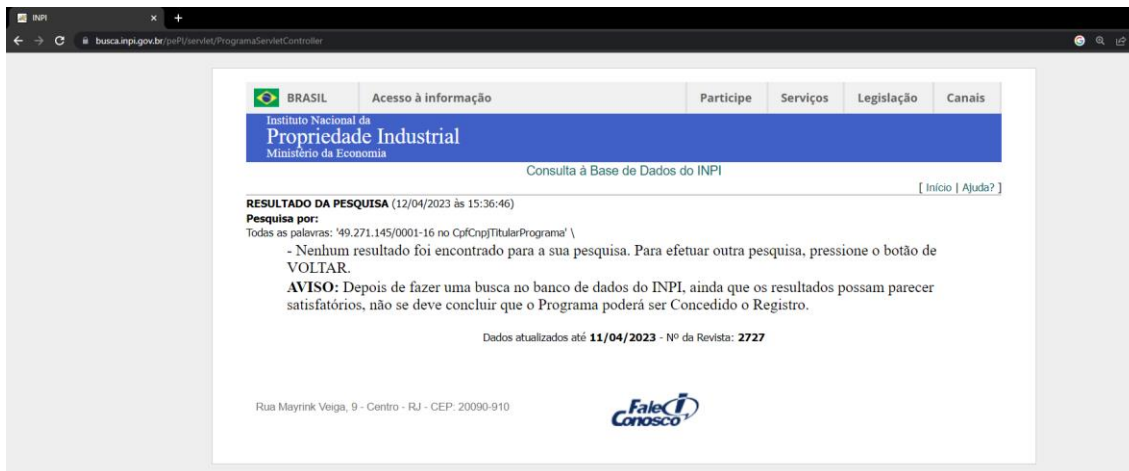 INPI
busca.inpi.gov.br/pePI/servlet/ProgramaServletController
BRASIL Acesso à informação Participe Serviços Legislação Canais
Instituto Nacional da
Propriedade Industrial
Ministério da Economia
Consulta à Base de Dados do INPI
[ Início | Ajuda? ]
RESULTADO DA PESQUISA (12/04/2023 às 15:36:46)
Pesquisa por:
Todas as palavras: '49.271.145/0001-16 no CpfCnpjTitularPrograma' \
- Nenhum resultado foi encontrado para a sua pesquisa. Para efetuar outra pesquisa, pressione o botão de
VOLTAR.
AVISO: Depois de fazer uma busca no banco de dados do INPI, ainda que os resultados possam parecer
satisfatórios, não se deve concluir que o Programa poderá ser Concedido o Registro.
Dados atualizados até 11/04/2023 - Nº da Revista: 2727
Rua Mayrink Veiga, 9 - Centro - RJ - CEP: 20090-910
Fale
Conosco